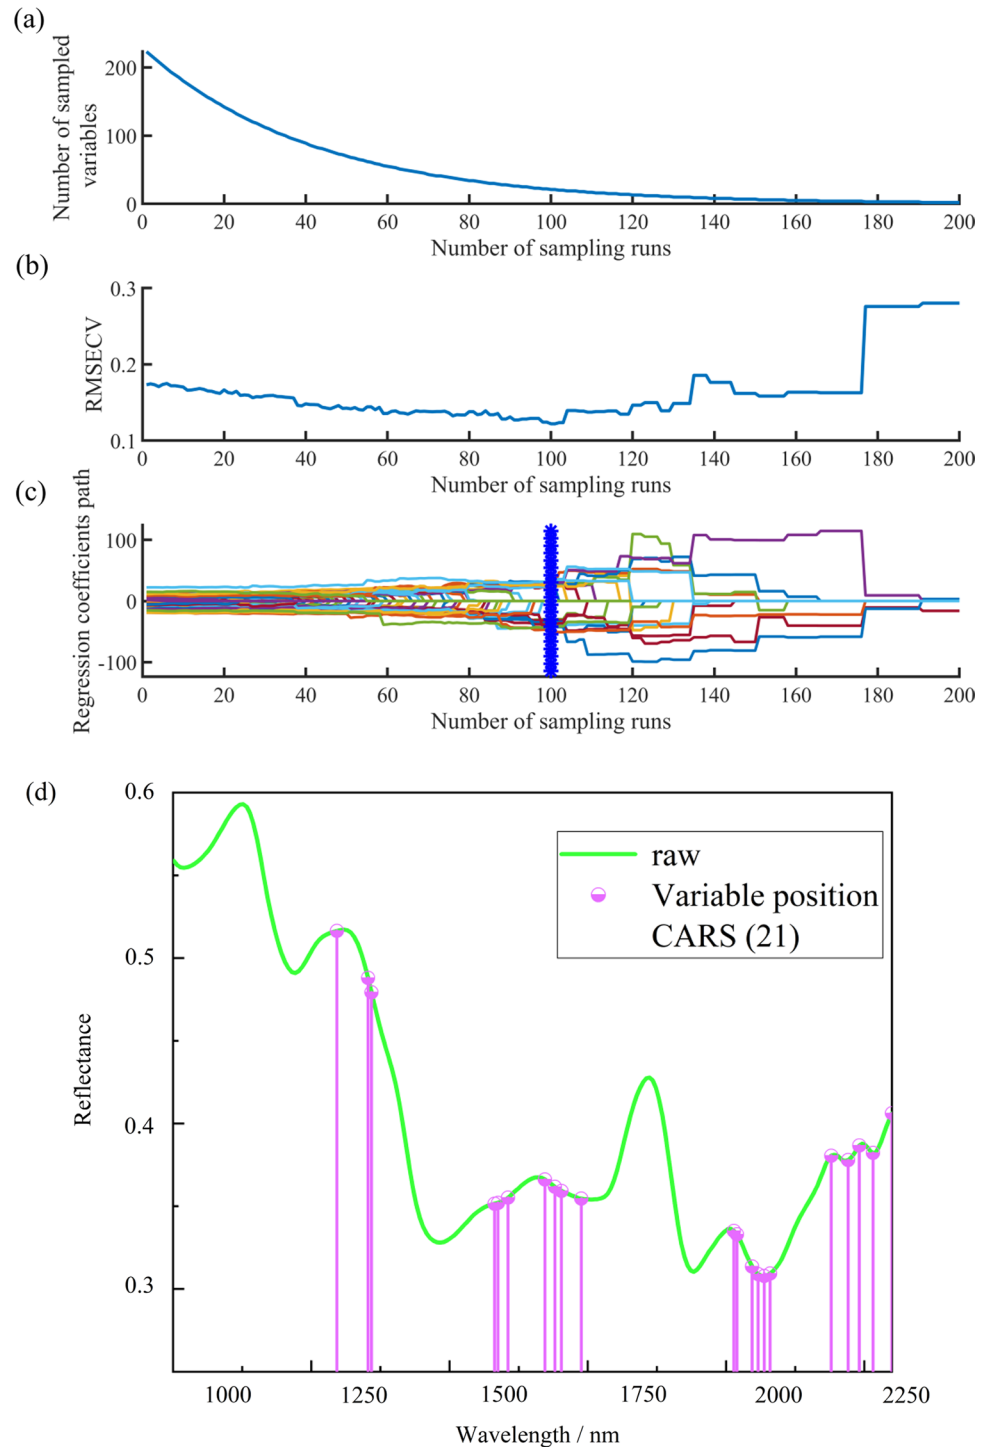 (a)
Number of sampled
variables
200
100
0
0 20 40 60 80 100 120 140 160 180 200
Number of sampling runs
(b)
RMSECV
0.3
0.2
0.1
0 20 40 60 80 100 120 140 160 180 200
Number of sampling runs
(c)
Regression coefficients path
100
0
-100
0 20 40 60 80 100 120 140 160 180 200
Number of sampling runs
(d)
Reflectance
0.6
0.5
0.4
0.3
raw
Variable position
CARS (21)
1000 1250 1500 1750 2000 2250
Wavelength / nm